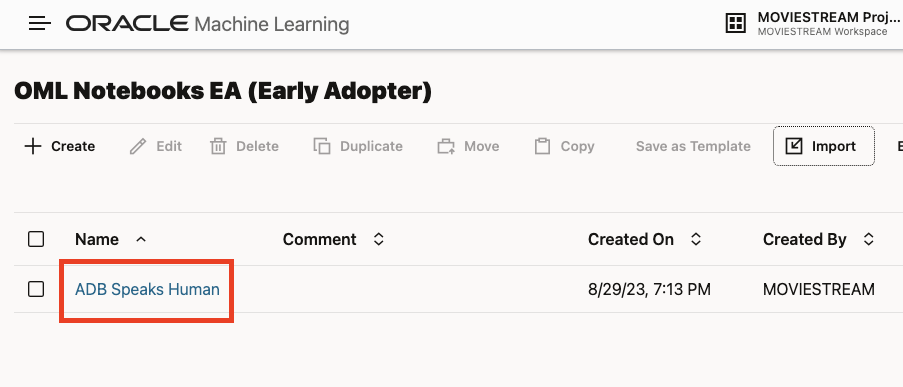 ORACLE Machine Learning
MOVIESTREAM Proj...
MOVIESTREAM Workspace
OML Notebooks EA (Early Adopter)
Create Edit Delete Duplicate Move Copy Save as Template Import E
Name Comment Created On Created By
ADB Speaks Human 8/29/23, 7:13 PM MOVIESTREAM